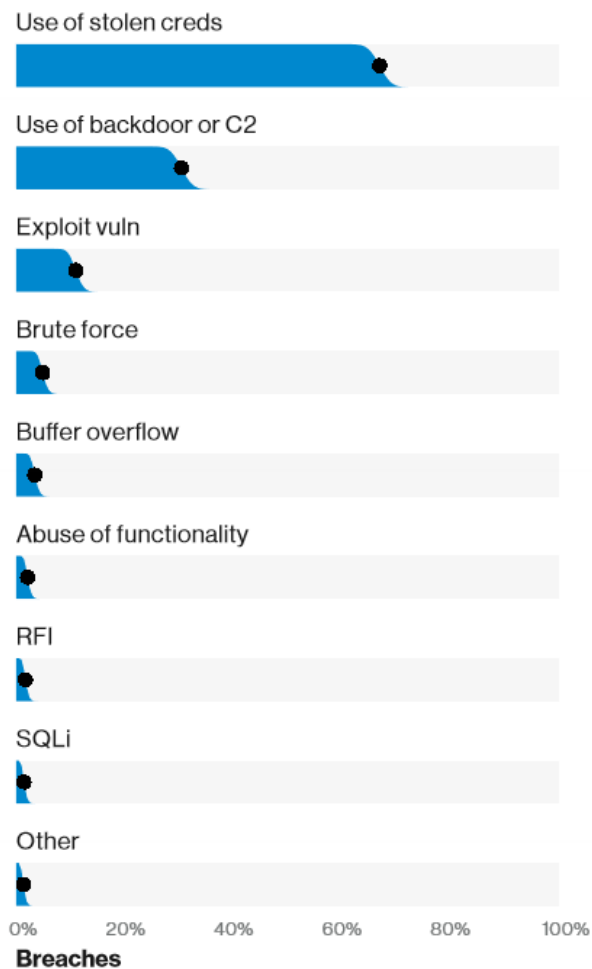 Use of stolen creds
Use of backdoor or C2
Exploit vuln
Brute force
Buffer overflow
Abuse of functionality
RFI
SQLi
Other
0% 20% 40% 60% 80% 100%
Breaches